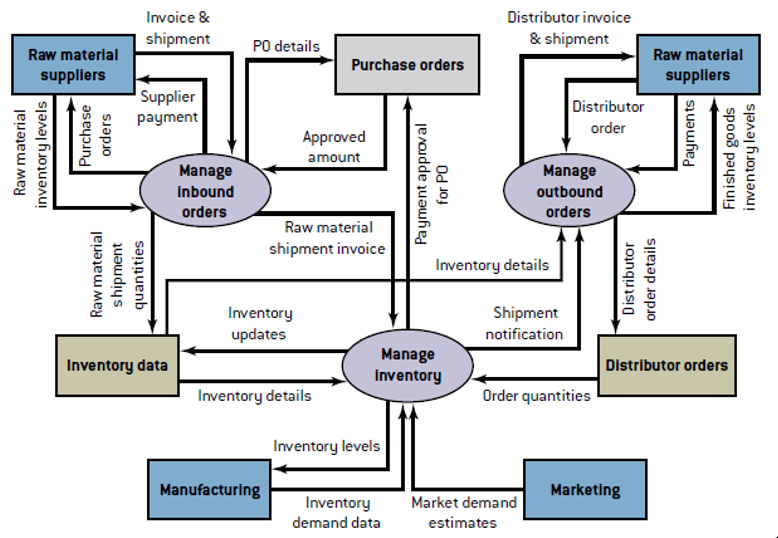 Invoice &
shipment
Raw material
suppliers
PO details
Purchase orders
Distributor invoice
& shipment
Raw material
suppliers
Supplier
payment
Raw material
inventory levels
Purchase
orders
Approved
amount
Distributor
order
Payments
Finished goods
inventory levels
Manage
inbound
orders
Manage
outbound
orders
Payment approval
for PO
Raw material
shipment invoice
Raw material
shipment
quantities
Inventory details
Distributor
order details
Inventory
updates
Shipment
notification
Inventory data
Manage
inventory
Distributor orders
Inventory details
Order quantities
Inventory levels
Manufacturing
Inventory
demand data
Market demand
estimates
Marketing